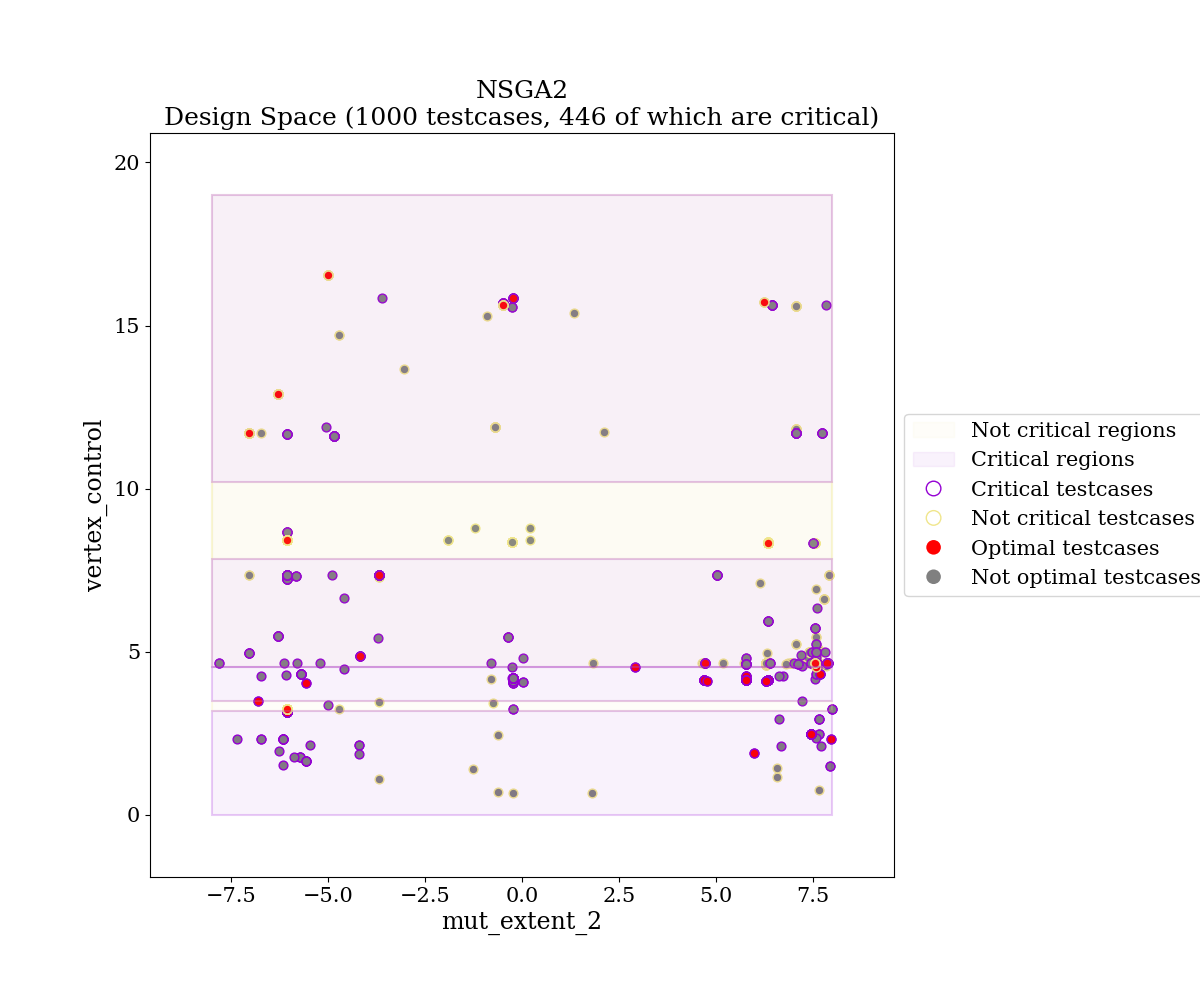 NSGA2
Design Space (1000 testcases, 446 of which are critical)
20
15
10
5
0
vertex_control
−7.5
−5.0
−2.5
0.0
2.5
5.0
7.5
mut_extent_2
Not critical regions
Critical regions
Critical testcases
Not critical testcases
Optimal testcases
Not optimal testcases